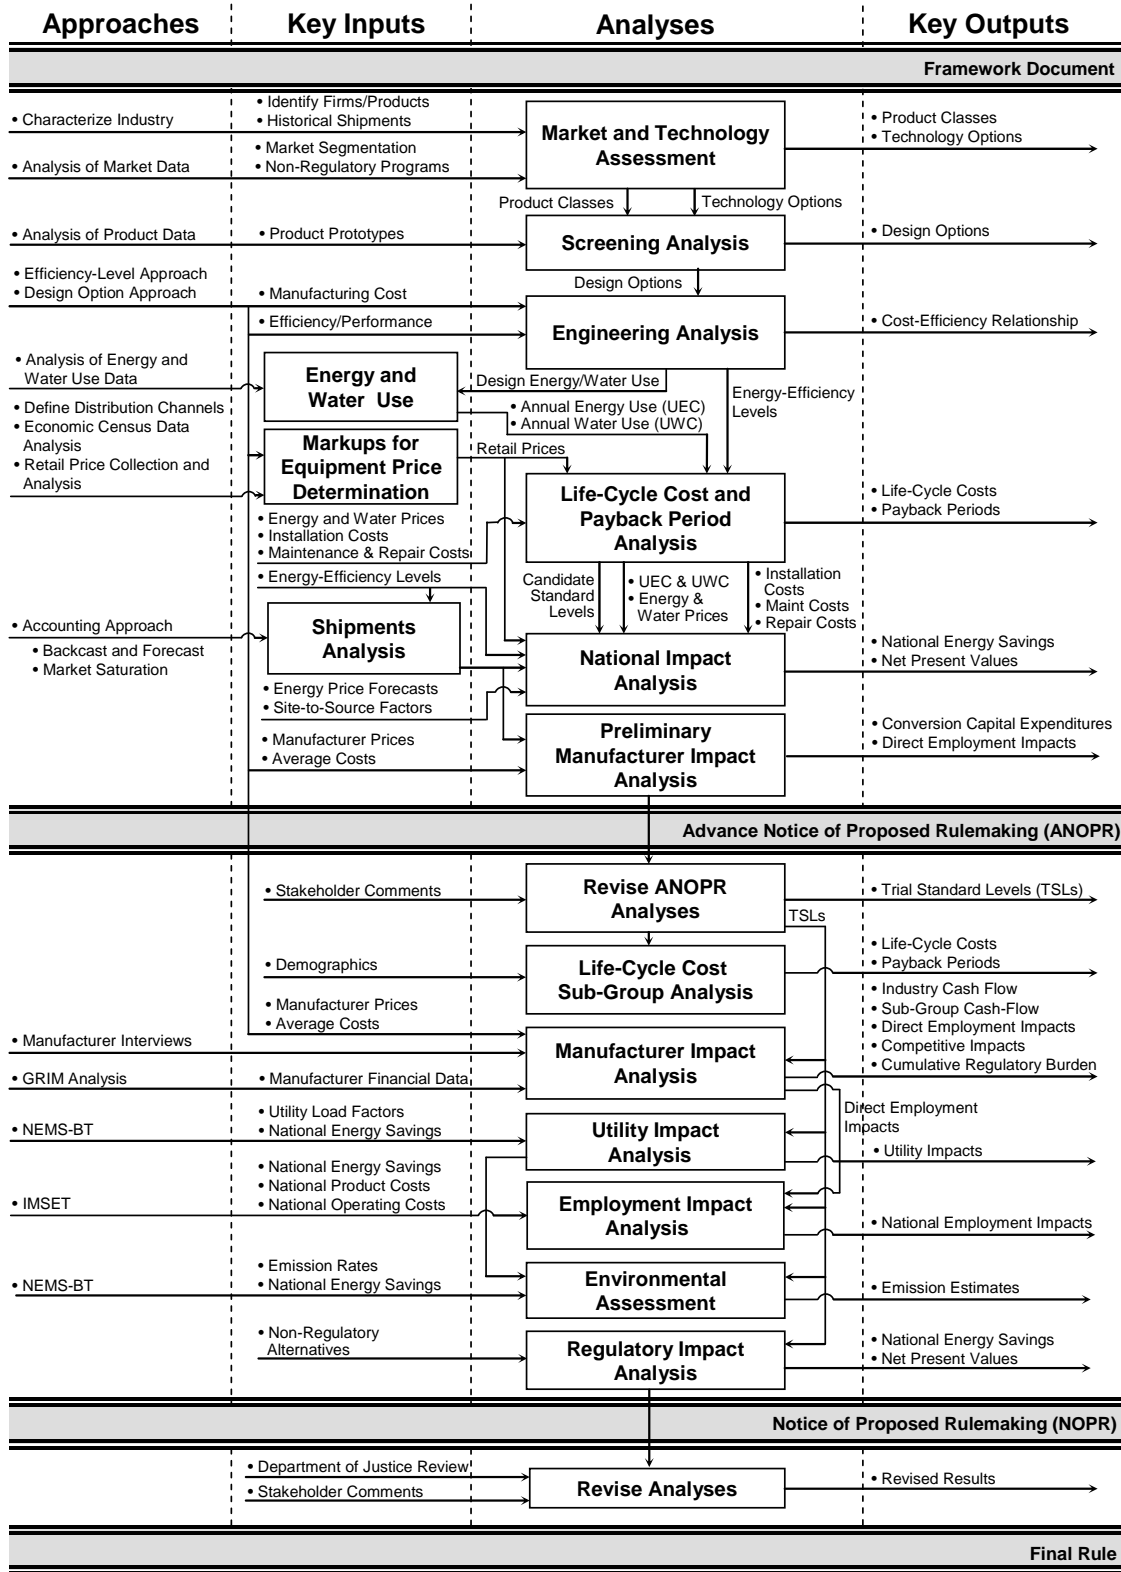 Approaches
Key Inputs
Analyses
Key Outputs
Framework Document
• Characterize Industry
• Analysis of Market Data
• Identify Firms/Products
• Historical Shipments
• Market Segmentation
• Non-Regulatory Programs
Market and Technology
Assessment
• Product Classes
• Technology Options
Product Classes
Technology Options
• Analysis of Product Data
• Product Prototypes
Screening Analysis
• Design Options
Design Options
• Efficiency-Level Approach
• Design Option Approach
• Manufacturing Cost
• Efficiency/Performance
Engineering Analysis
• Cost-Efficiency Relationship
• Analysis of Energy and
Water Use Data
Energy and
Water Use
Design Energy/Water Use
Energy-Efficiency
Levels
• Annual Energy Use (UEC)
• Annual Water Use (UWC)
• Define Distribution Channels
• Economic Census Data
Analysis
• Retail Price Collection and
Analysis
Markups for
Equipment Price
Determination
Retail Prices
• Energy and Water Prices
• Installation Costs
• Maintenance & Repair Costs
Life-Cycle Cost and
Payback Period
Analysis
• Life-Cycle Costs
• Payback Periods
• Energy-Efficiency Levels
Candidate
Standard
Levels
• UEC & UWC
• Energy &
Water Prices
• Installation
Costs
• Maint Costs
• Repair Costs
• Accounting Approach
• Backcast and Forecast
• Market Saturation
Shipments
Analysis
• Energy Price Forecasts
• Site-to-Source Factors
National Impact
Analysis
• National Energy Savings
• Net Present Values
• Manufacturer Prices
• Average Costs
Preliminary
Manufacturer Impact
Analysis
• Conversion Capital Expenditures
• Direct Employment Impacts
Advance Notice of Proposed Rulemaking (ANOPR)
• Stakeholder Comments
Revise ANOPR
Analyses
• Trial Standard Levels (TSLs)
TSLs
• Demographics
Life-Cycle Cost
Sub-Group Analysis
• Life-Cycle Costs
• Payback Periods
• Manufacturer Prices
• Average Costs
• Manufacturer Interviews
• GRIM Analysis
• Manufacturer Financial Data
Manufacturer Impact
Analysis
• Industry Cash Flow
• Sub-Group Cash-Flow
• Direct Employment Impacts
• Competitive Impacts
• Cumulative Regulatory Burden
Direct Employment
Impacts
• NEMS-BT
• Utility Load Factors
• National Energy Savings
Utility Impact
Analysis
• Utility Impacts
• IMSET
• National Energy Savings
• National Product Costs
• National Operating Costs
Employment Impact
Analysis
• National Employment Impacts
• NEMS-BT
• Emission Rates
• National Energy Savings
Environmental
Assessment
• Emission Estimates
• Non-Regulatory
Alternatives
Regulatory Impact
Analysis
• National Energy Savings
• Net Present Values
Notice of Proposed Rulemaking (NOPR)
• Department of Justice Review
• Stakeholder Comments
Revise Analyses
• Revised Results
Final Rule